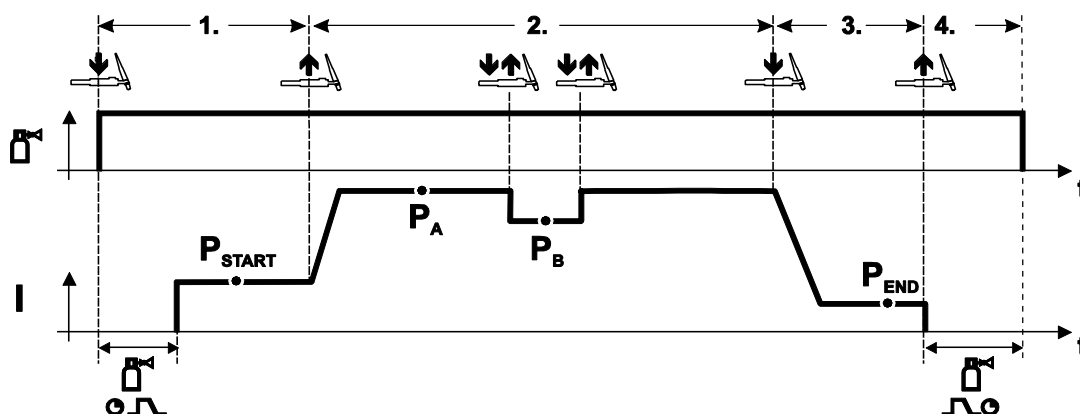 1.
2.
3.
4.
t
P_A
P_B
P_START
P_END
I
t